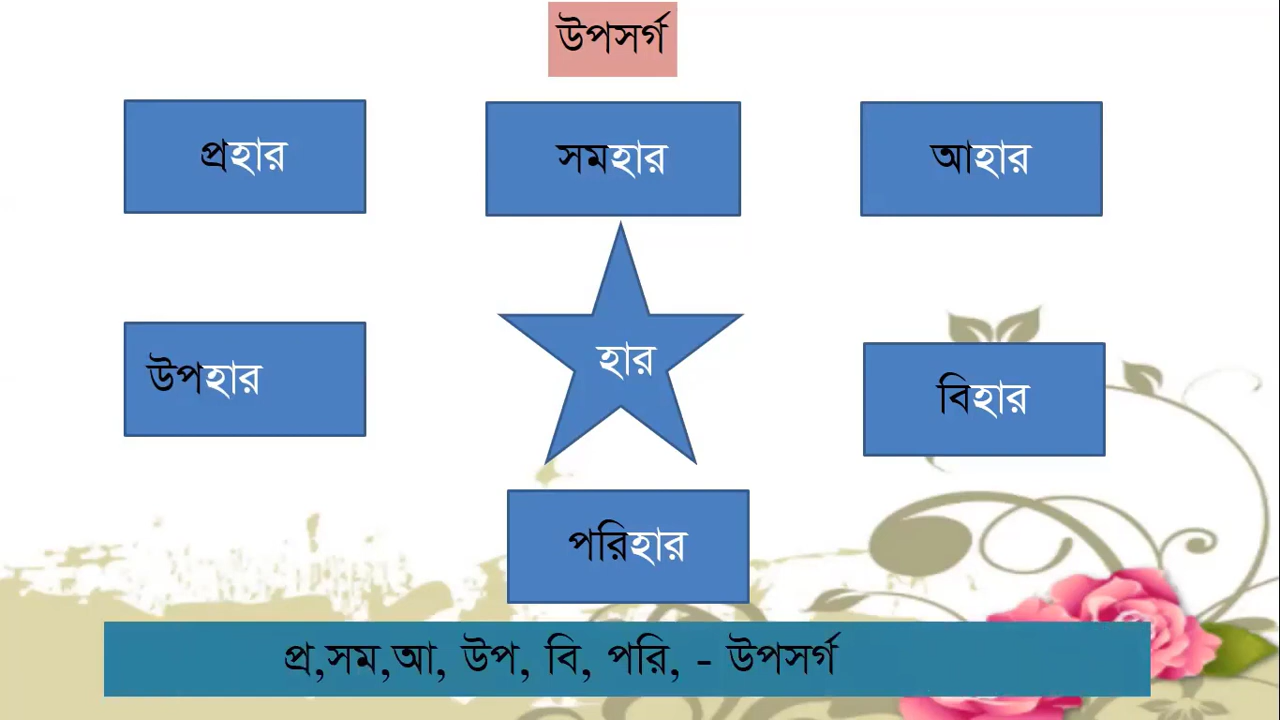 উপসর্গ
প্রহার
সমহার
আহার
উপহার
হার
বিহার
পরিহার
প্র,সম,আ, উপ, বি, পরি, - উপসর্গ